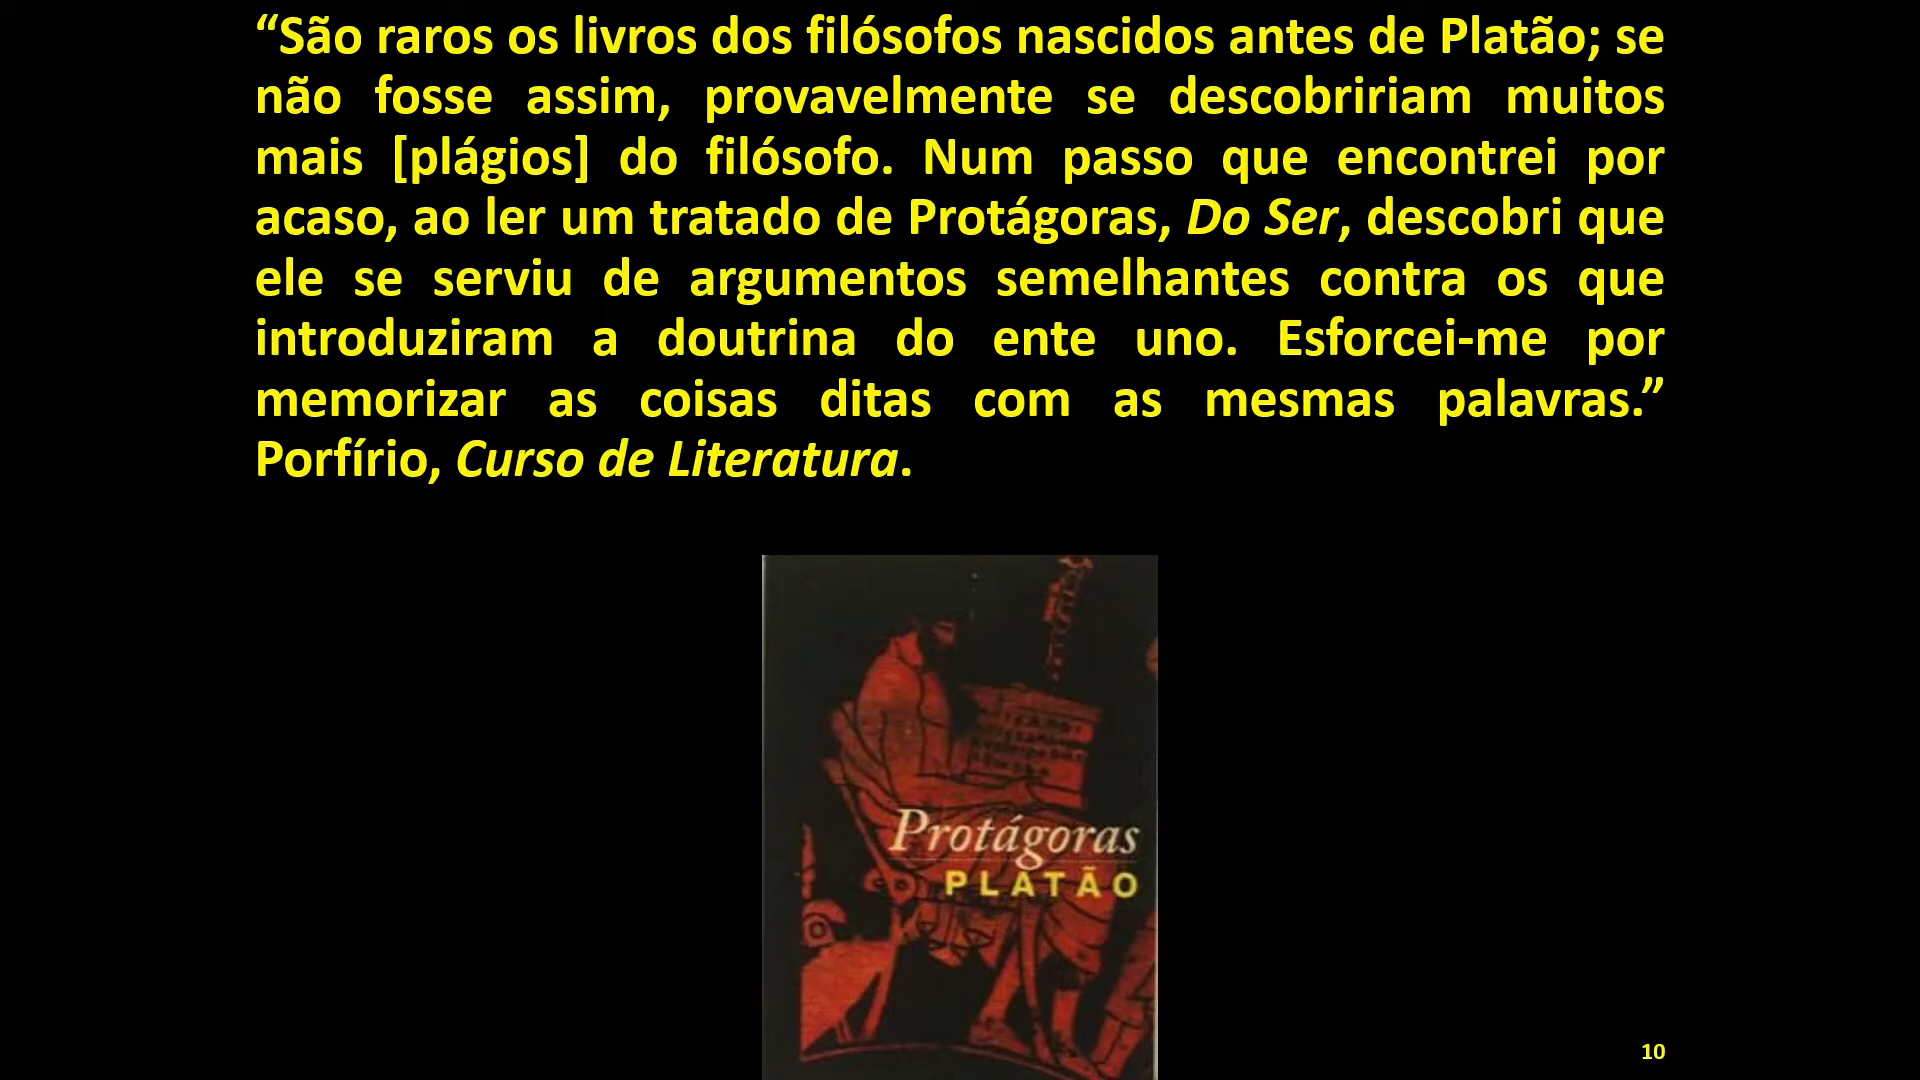 “São raros os livros dos filósofos nascidos antes de Platão; se
não fosse assim, provavelmente se descobririam muitos
mais [plágios] do filósofo. Num passo que encontrei por
acaso, ao ler um tratado de Protágoras, Do Ser, descobri que
ele se serviu de argumentos semelhantes contra os que
introduziram a doutrina do ente uno. Esforcei-me por
memorizar as coisas ditas com as mesmas palavras.”
Porfírio, Curso de Literatura.
Protágoras
PLATÃO
10